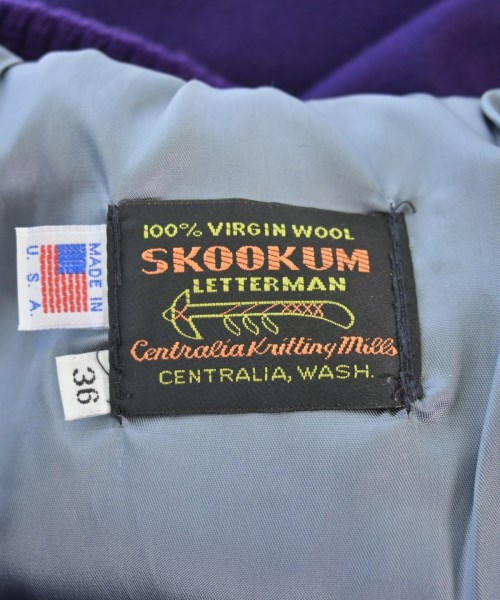 100% VIRGIN WOOL
SKOOKUM
LETTERMAN
Centralia Knitting Mills
CENTRALIA, WASH.
MADE IN
U. S. A.
36